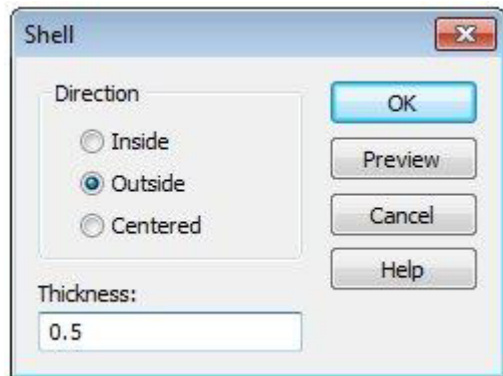 Shell
Direction
Inside
Outside
Centered
Thickness:
0.5
OK
Preview
Cancel
Help